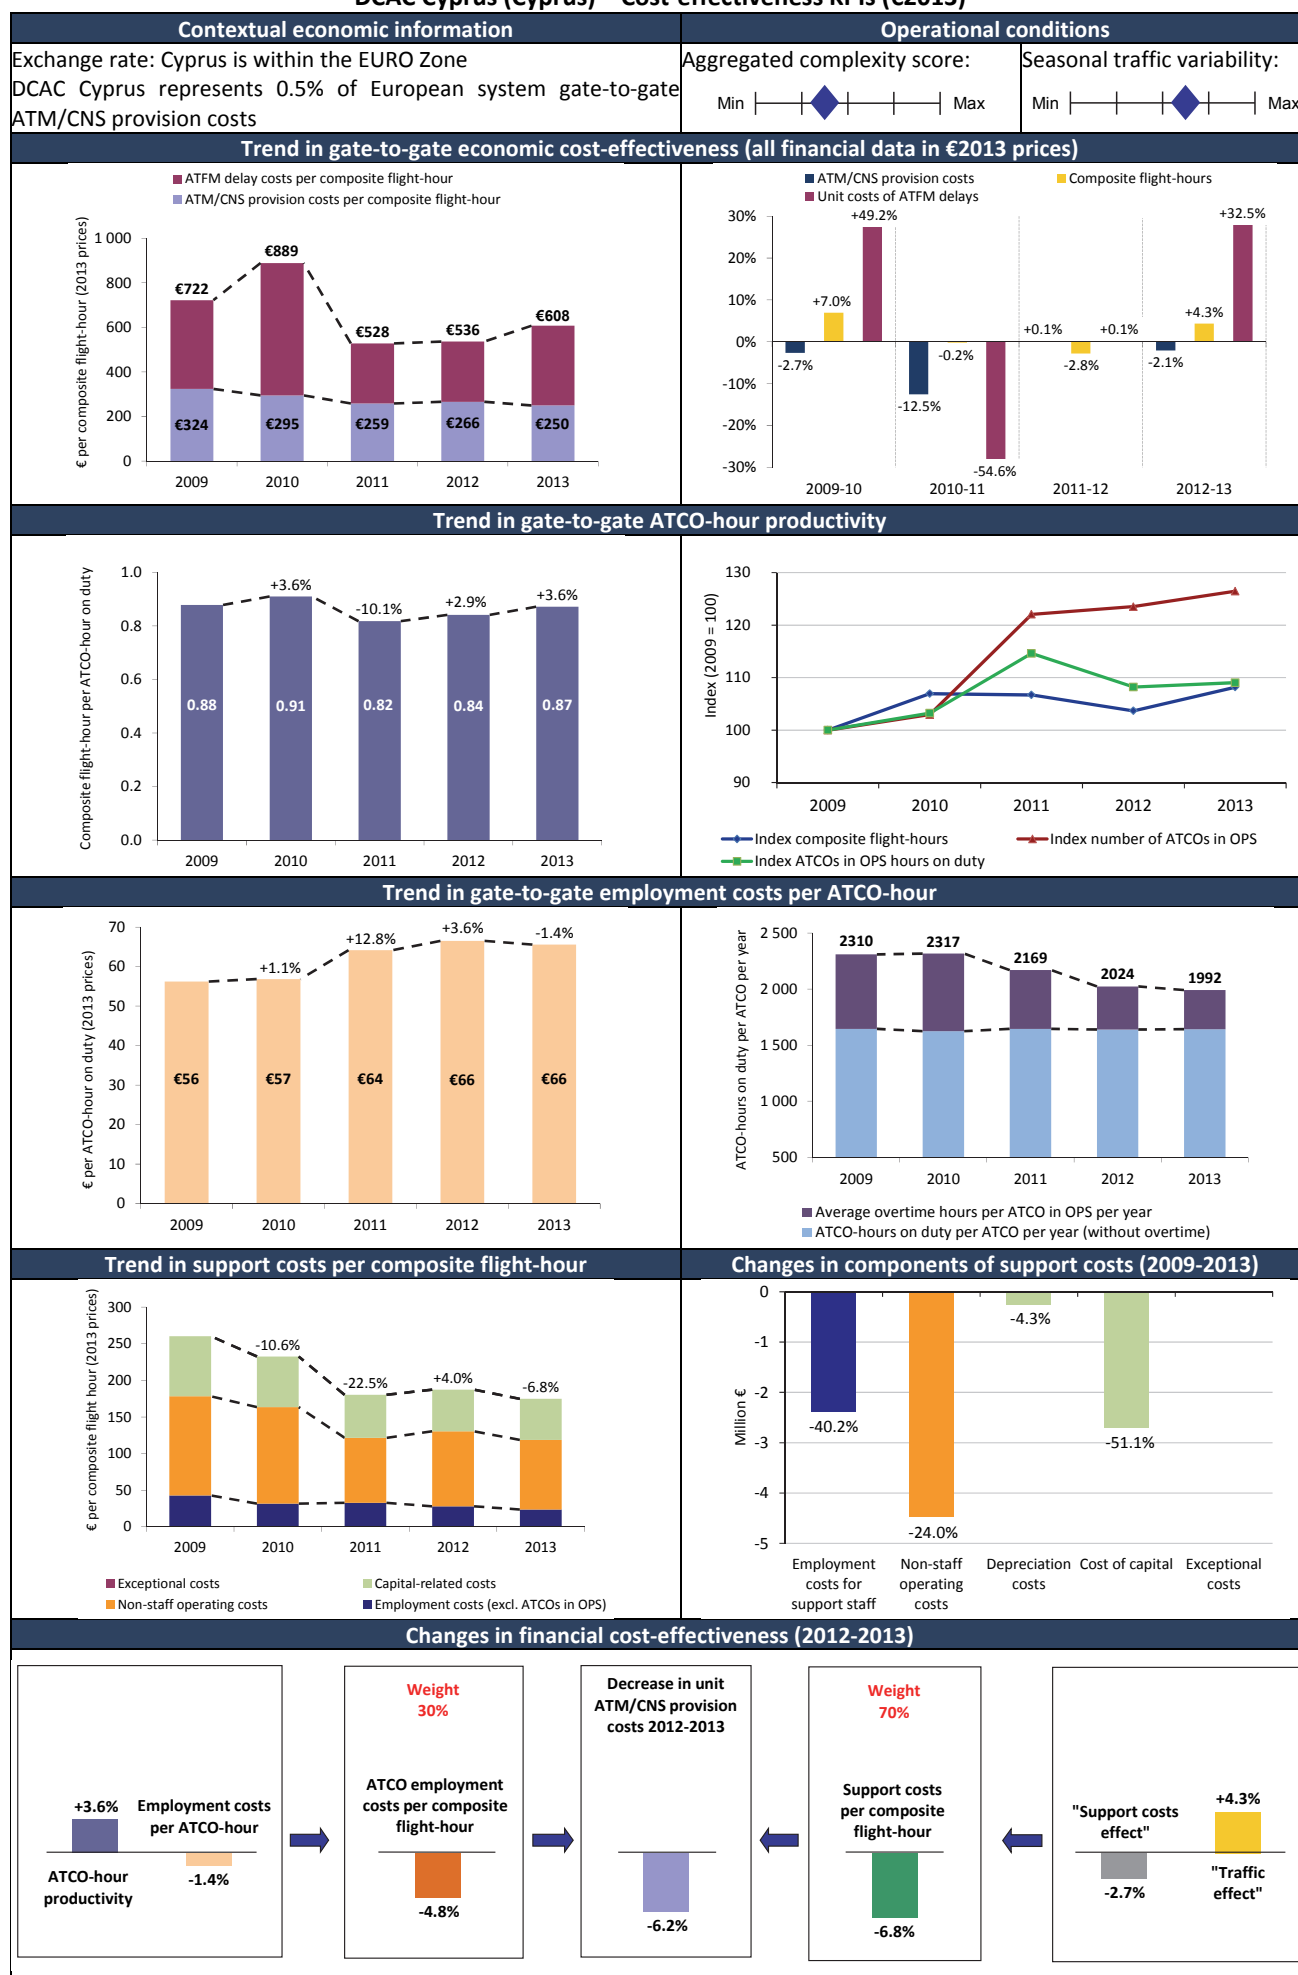 DCAC Cyprus (Cyprus) – Cost-effectiveness KPIs (€2013)
Contextual economic information
Operational conditions
Exchange rate: Cyprus is within the EURO Zone
DCAC Cyprus represents 0.5% of European system gate-to-gate
ATM/CNS provision costs
Aggregated complexity score:
Min Max
Seasonal traffic variability:
Min Max
Trend in gate-to-gate economic cost-effectiveness (all financial data in €2013 prices)
ATFM delay costs per composite flight-hour
ATM/CNS provision costs per composite flight-hour
€ per composite flight-hour (2013 prices)
1 000
800
600
400
200
0
€722
€889
€528
€536
€608
€324
€295
€259
€266
€250
2009 2010 2011 2012 2013
ATM/CNS provision costs
Composite flight-hours
Unit costs of ATFM delays
30%
20%
10%
0%
-10%
-20%
-30%
-2.7%
+7.0%
+49.2%
-12.5%
-0.2%
-54.6%
+0.1%
-2.8%
+0.1%
-2.1%
+4.3%
+32.5%
2009-10 2010-11 2011-12 2012-13
Trend in gate-to-gate ATCO-hour productivity
Composite flight-hour per ATCO-hour on duty
1.0
0.8
0.6
0.4
0.2
0.0
+3.6%
-10.1%
+2.9%
+3.6%
0.88
0.91
0.82
0.84
0.87
2009 2010 2011 2012 2013
Index (2009 = 100)
130
120
110
100
90
2009 2010 2011 2012 2013
Index composite flight-hours
Index number of ATCOs in OPS
Index ATCOs in OPS hours on duty
Trend in gate-to-gate employment costs per ATCO-hour
€ per ATCO-hour on duty (2013 prices)
70
60
50
40
30
20
10
0
+1.1%
+12.8%
+3.6%
-1.4%
€56
€57
€64
€66
€66
2009 2010 2011 2012 2013
ATCO-hours on duty per ATCO per year
2 500
2 000
1 500
1 000
500
2310
2317
2169
2024
1992
2009 2010 2011 2012 2013
Average overtime hours per ATCO in OPS per year
ATCO-hours on duty per ATCO per year (without overtime)
Trend in support costs per composite flight-hour
€ per composite flight hour (2013 prices)
300
250
200
150
100
50
0
-10.6%
-22.5%
+4.0%
-6.8%
2009 2010 2011 2012 2013
Exceptional costs
Capital-related costs
Non-staff operating costs
Employment costs (excl. ATCOs in OPS)
Changes in components of support costs (2009-2013)
Million €
0
-1
-2
-3
-4
-5
-40.2%
-24.0%
-4.3%
-51.1%
Employment
costs for
support staff
Non-staff
operating
costs
Depreciation
costs
Cost of capital
Exceptional
costs
Changes in financial cost-effectiveness (2012-2013)
+3.6%
Employment costs
per ATCO-hour
ATCO-hour
productivity
-1.4%
Weight
30%
ATCO employment
costs per composite
flight-hour
-4.8%
Decrease in unit
ATM/CNS provision
costs 2012-2013
-6.2%
Weight
70%
Support costs
per composite
flight-hour
-6.8%
"Support costs
effect"
-2.7%
+4.3%
"Traffic
effect"